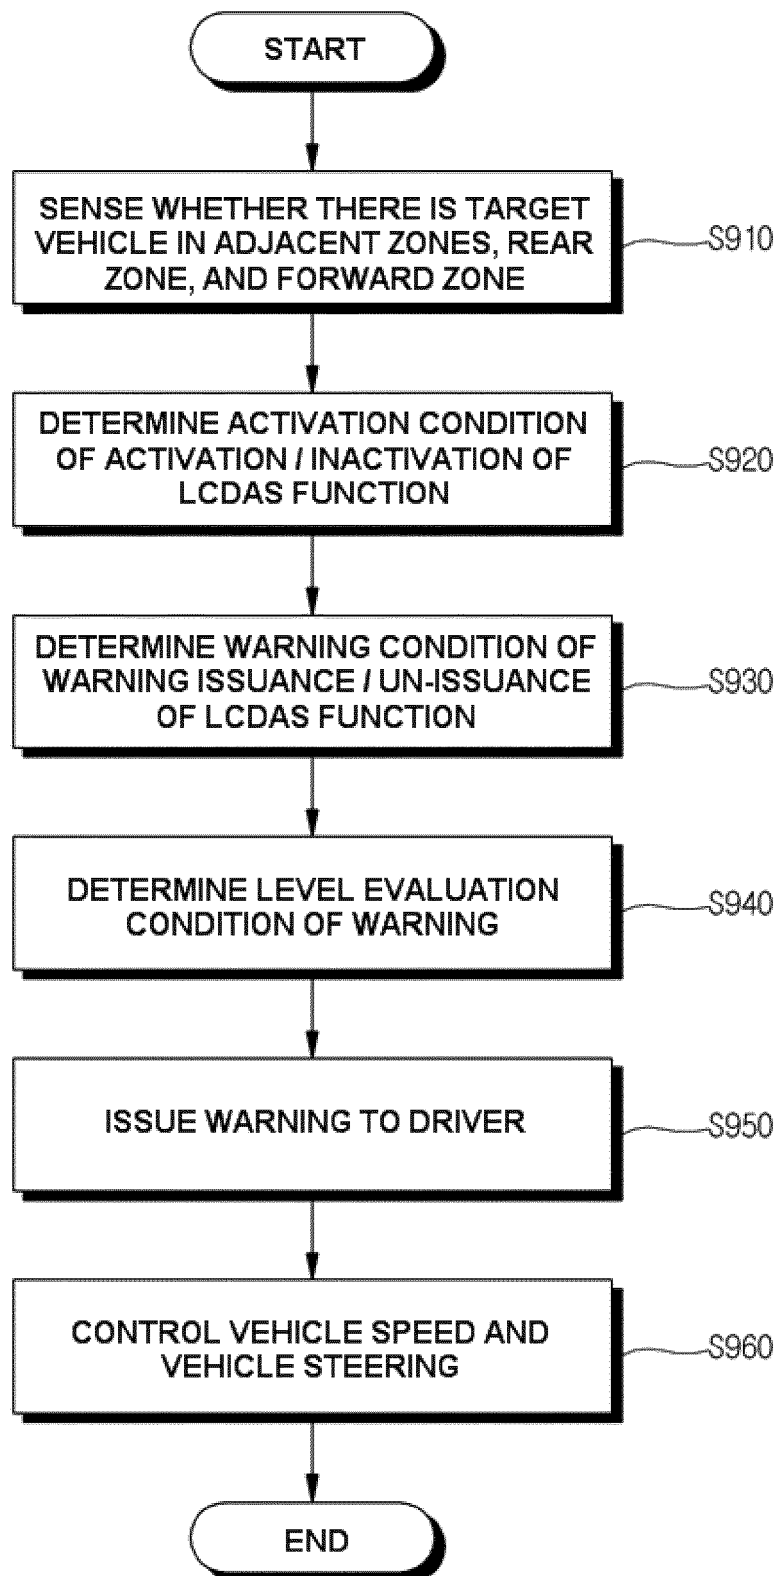 START
SENSE WHETHER THERE IS TARGET
VEHICLE IN ADJACENT ZONES, REAR
ZONE, AND FORWARD ZONE
S910
DETERMINE ACTIVATION CONDITION
OF ACTIVATION / INACTIVATION OF
LCDAS FUNCTION
S920
DETERMINE WARNING CONDITION OF
WARNING ISSUANCE / UN-ISSUANCE
OF LCDAS FUNCTION
S930
DETERMINE LEVEL EVALUATION
CONDITION OF WARNING
S940
ISSUE WARNING TO DRIVER
S950
CONTROL VEHICLE SPEED AND
VEHICLE STEERING
S960
END